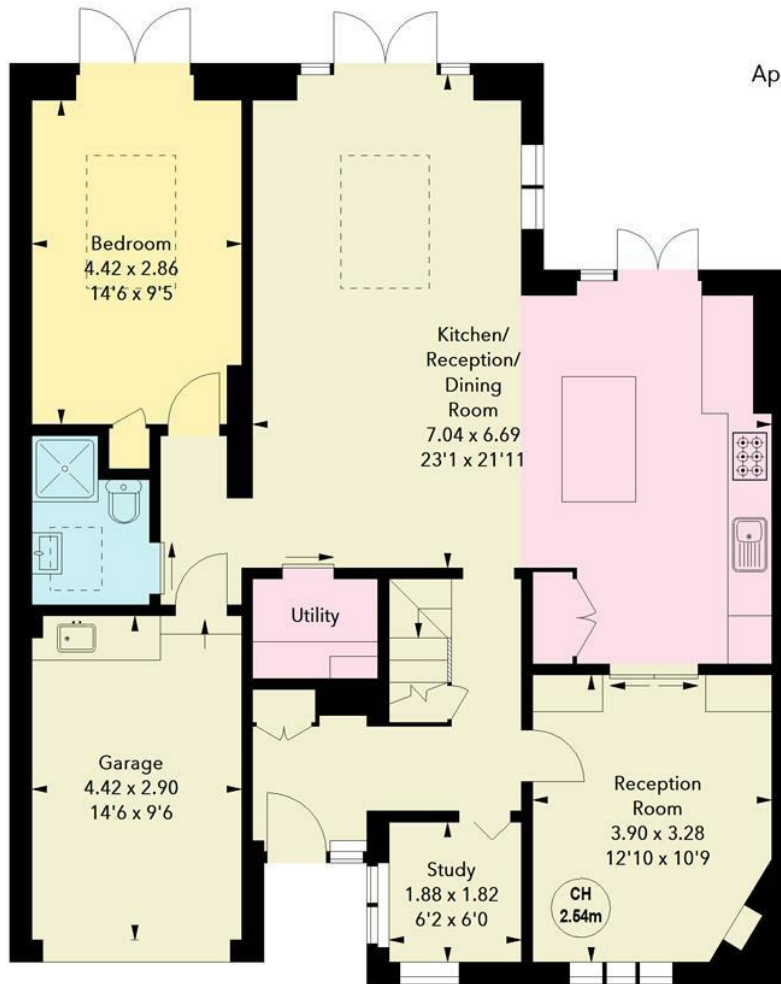 Ap
Bedroom
4.42 x 2.86
14'6 x 9'5
Kitchen/
Reception/
Dining
Room
7.04 x 6.69
23'1 x 21'11
Utility
Garage
4.42 x 2.90
14'6 x 9'6
Reception
Room
3.90 x 3.28
12'10 x 10'9
Study
1.88 x 1.82
6'2 x 6'0
CH
2.54m